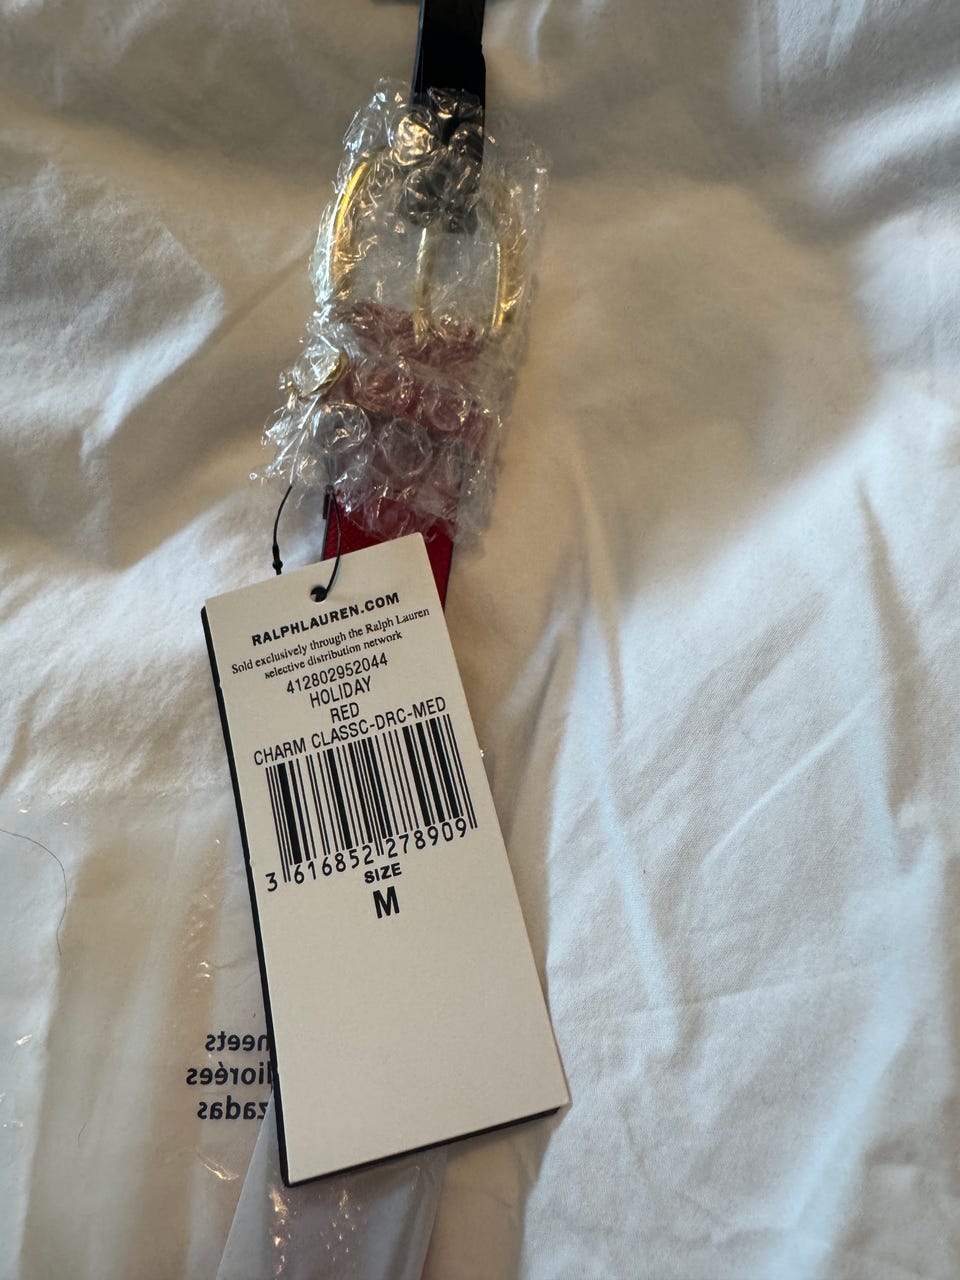 RALPHLAUREN.COM
Sold exclusively through the Ralph Lauren
selective distribution network
412802952044
HOLIDAY
RED
CHARM CLASSC-DRC-MED
3 616852 278909
SIZE
M
heets
liorées
zadas